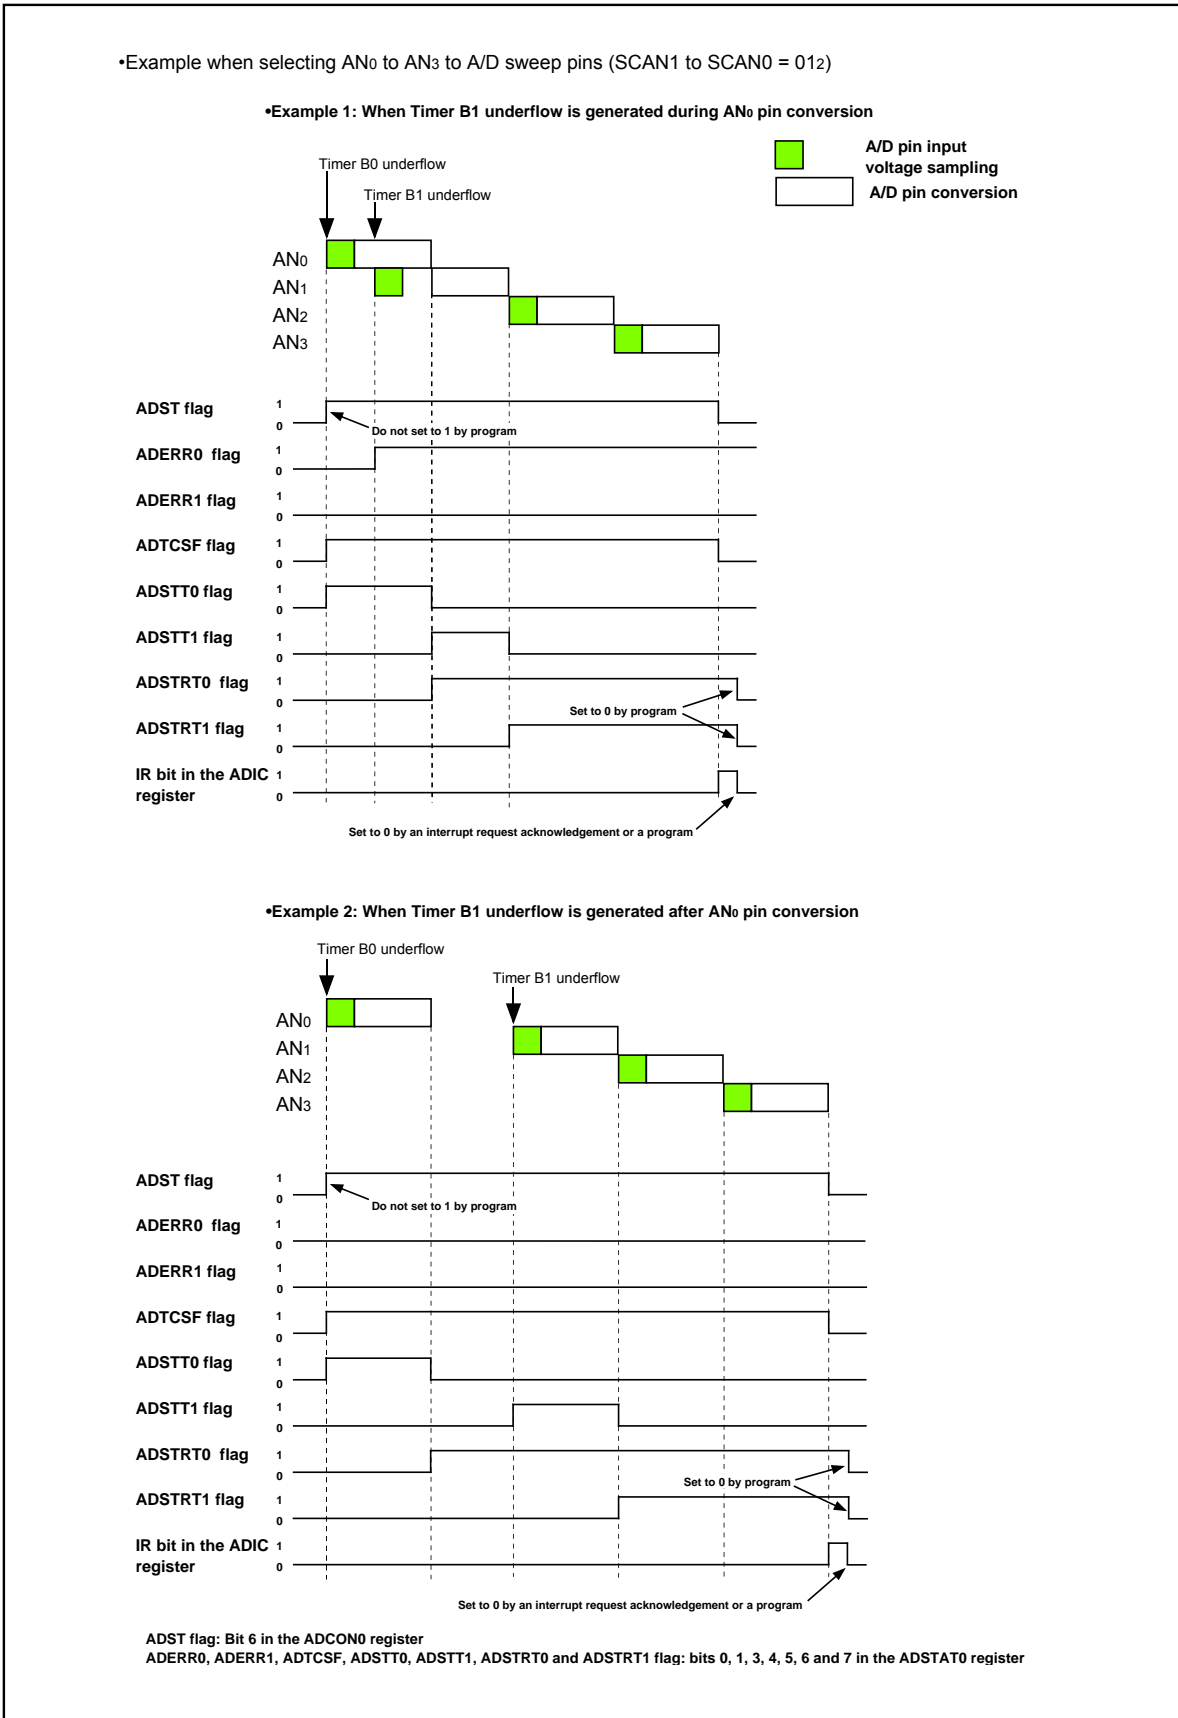 •Example when selecting AN0 to AN3 to A/D sweep pins (SCAN1 to SCAN0 = 012)
•Example 1: When Timer B1 underflow is generated during AN0 pin conversion
A/D pin input
voltage sampling
A/D pin conversion
Timer B0 underflow
Timer B1 underflow
AN0
AN1
AN2
AN3
ADST flag
1
0
Do not set to 1 by program
ADERR0 flag
1
0
ADERR1 flag
1
0
ADTCSF flag
1
0
ADSTT0 flag
1
0
ADSTT1 flag
1
0
ADSTRT0 flag
1
0
Set to 0 by program
ADSTRT1 flag
1
0
IR bit in the ADIC
register
1
0
Set to 0 by an interrupt request acknowledgement or a program
•Example 2: When Timer B1 underflow is generated after AN0 pin conversion
Timer B0 underflow
Timer B1 underflow
AN0
AN1
AN2
AN3
ADST flag
1
0
Do not set to 1 by program
ADERR0 flag
1
0
ADERR1 flag
1
0
ADTCSF flag
1
0
ADSTT0 flag
1
0
ADSTT1 flag
1
0
ADSTRT0 flag
1
0
Set to 0 by program
ADSTRT1 flag
1
0
IR bit in the ADIC
register
1
0
Set to 0 by an interrupt request acknowledgement or a program
ADST flag: Bit 6 in the ADCON0 register
ADERR0, ADERR1, ADTCSF, ADSTT0, ADSTT1, ADSTRT0 and ADSTRT1 flag: bits 0, 1, 3, 4, 5, 6 and 7 in the ADSTAT0 register